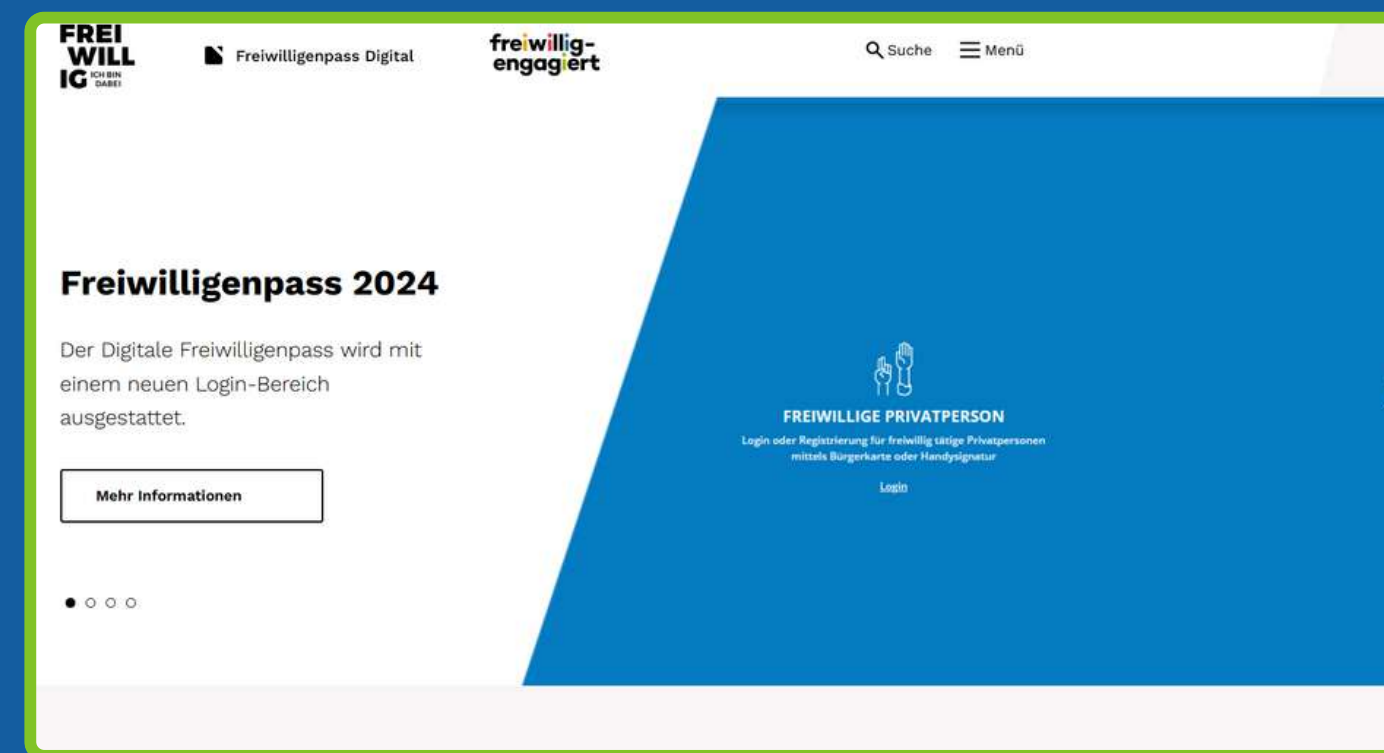 FREI
WILL
IG ICH BIN
DABEI
Freiwilligenpass Digital
freiwillig-
engagiert
Suche
Menü
Freiwilligenpass 2024
Der Digitale Freiwilligenpass wird mit
einem neuen Login-Bereich
ausgestattet.
Mehr Informationen
FREIWILLIGE PRIVATPERSON
Login oder Registrierung für freiwillig tätige Privatpersonen
mittels Bürgerkarte oder Handysignatur
Login